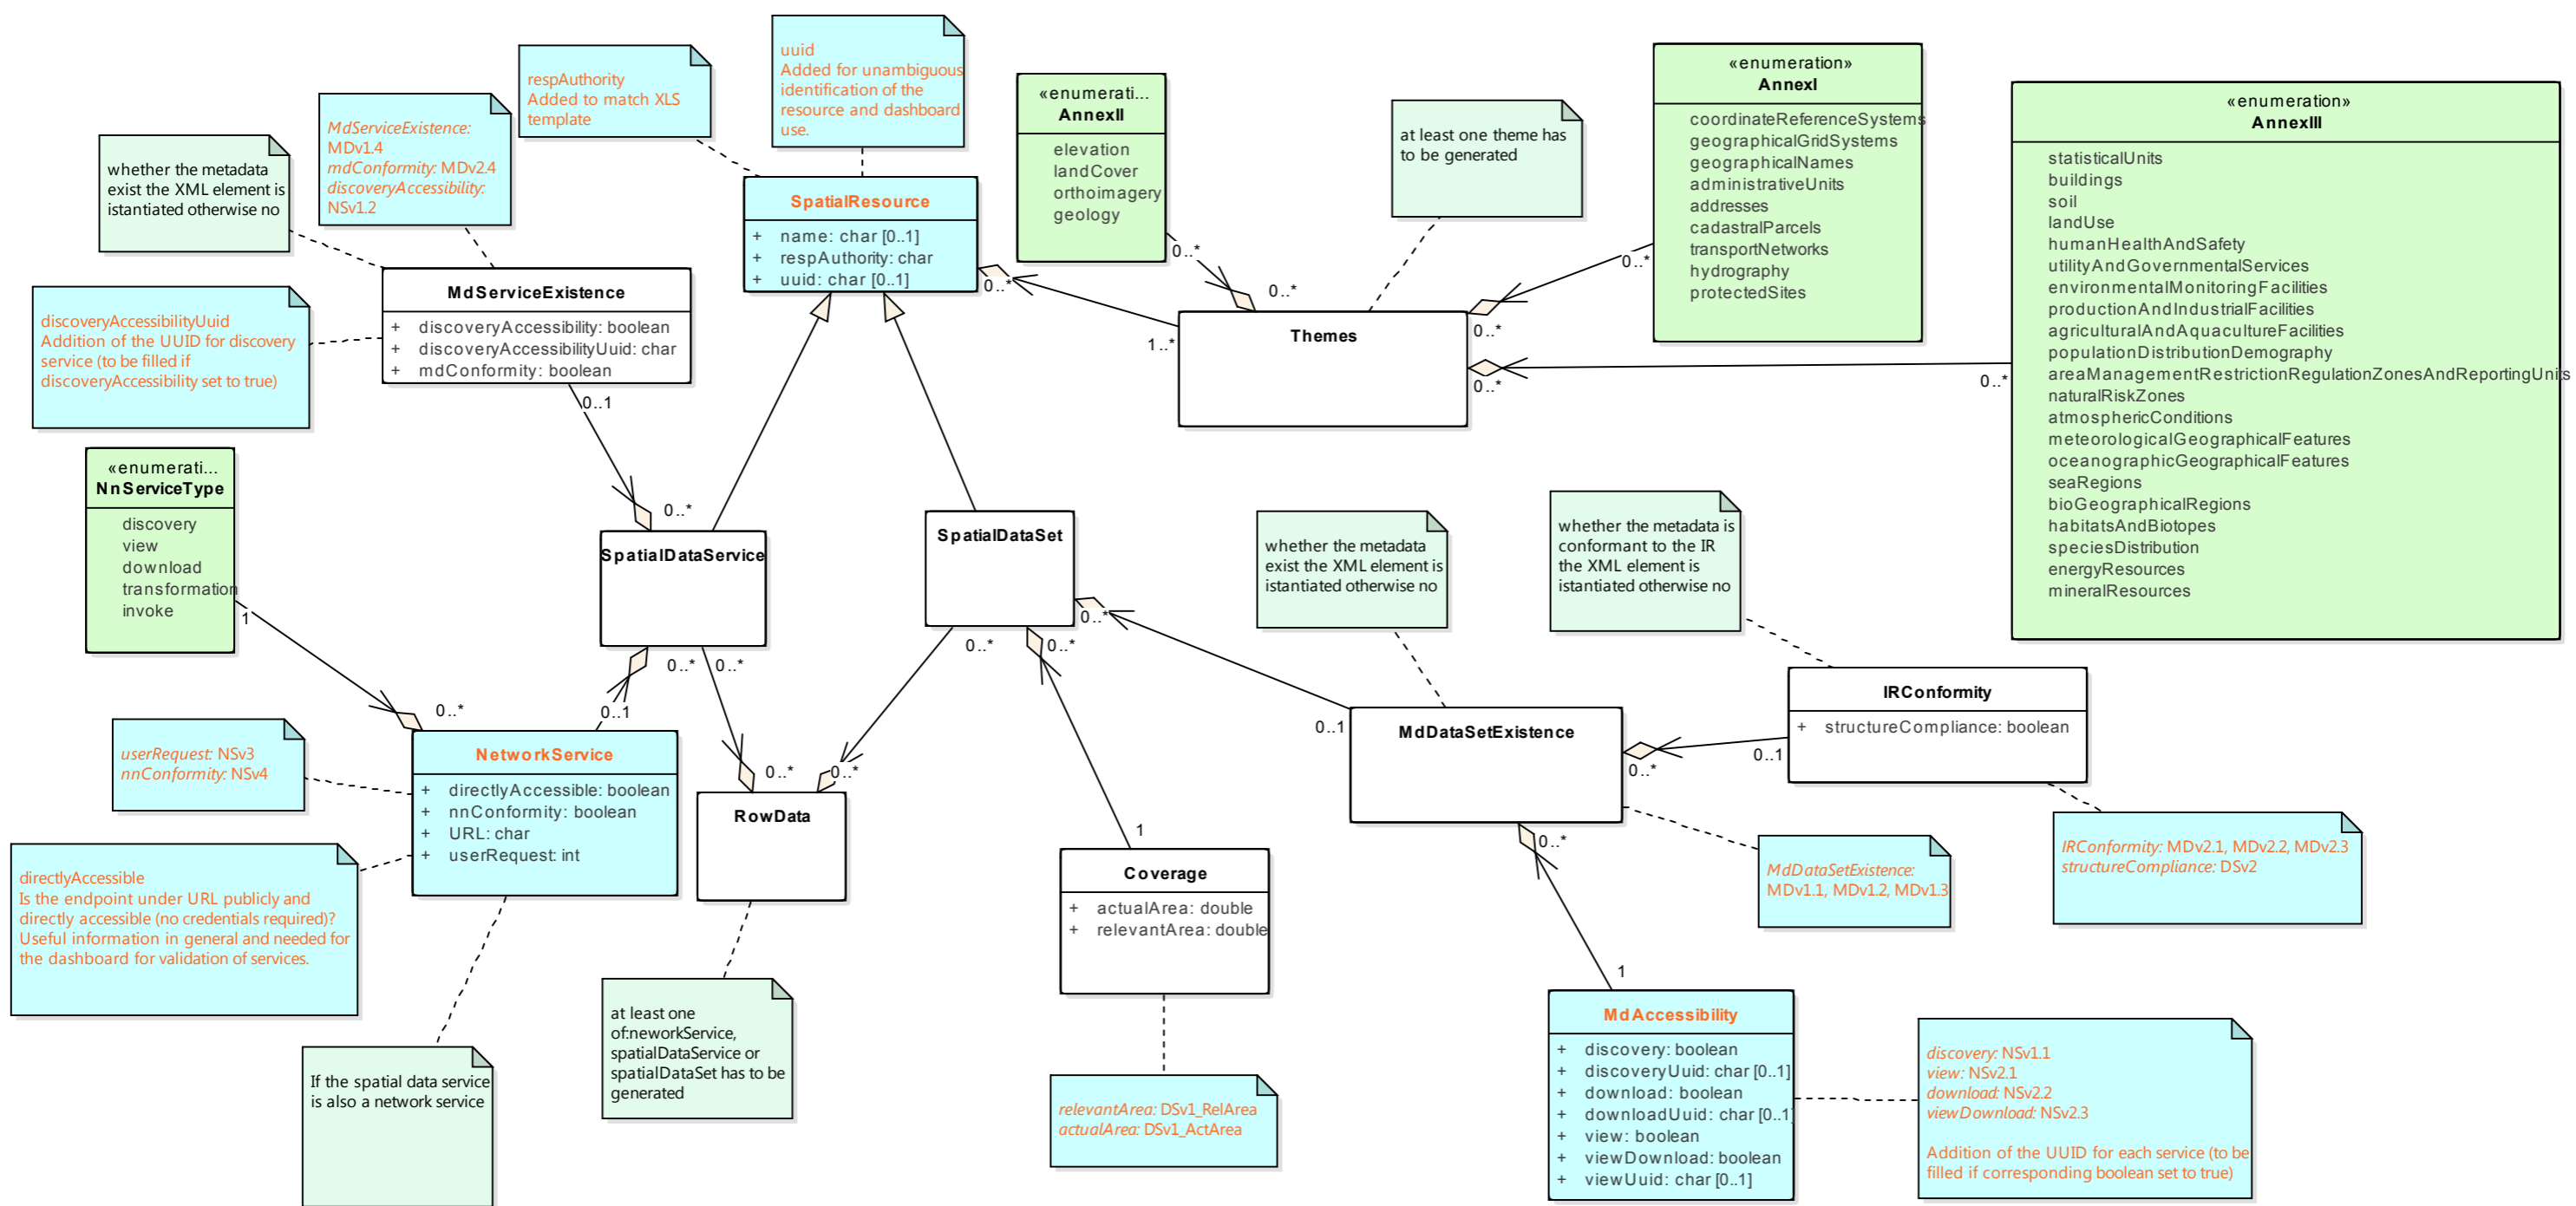 uuid
Added for unambiguous
identification of the
resource and dashboard
use.
respAuthority
Added to match XLS
template
MdServiceExistence:
MDv1.4
mdConformity: MDv2.4
discoveryAccessibility:
NSv1.2
whether the metadata
exist the XML element is
istantiated otherwise no
discoveryAccessibilityUuid
Addition of the UUID for discovery
service (to be filled if
discoveryAccessibility set to true)
MdServiceExistence
+ discoveryAccessibility: boolean
+ discoveryAccessibilityUuid: char
+ mdConformity: boolean
0..1
0..*
SpatialResource
+ name: char [0..1]
+ respAuthority: char
+ uuid: char [0..1]
0..*
1..*
«enumerati...
AnnexII
elevation
landCover
orthoimagery
geology
0..*
0..*
at least one theme has
to be generated
Themes
«enumeration»
AnnexI
coordinateReferenceSystems
geographicalGridSystems
geographicalNames
administrativeUnits
addresses
cadastralParcels
transportNetworks
hydrography
protectedSites
0..*
0..*
0..*
0..*
«enumeration»
AnnexIII
statisticalUnits
buildings
soil
landUse
humanHealthAndSafety
utilityAndGovernmentalServices
environmentalMonitoringFacilities
productionAndIndustrialFacilities
agriculturalAndAquacultureFacilities
populationDistributionDemography
areaManagementRestrictionRegulationZonesAndReportingUnits
naturalRiskZones
atmosphericConditions
meteorologicalGeographicalFeatures
oceanographicGeographicalFeatures
seaRegions
bioGeographicalRegions
habitatsAndBiotopes
speciesDistribution
energyResources
mineralResources
«enumerati...
NnServiceType
discovery
view
download
transformation
invoke
1
0..*
SpatialDataService
0..*
0..*
0..1
SpatialDataSet
0..*
0..*
0..*
whether the metadata
exist the XML element is
istantiated otherwise no
whether the metadata is
conformant to the IR
the XML element is
istantiated otherwise no
userRequest: NSv3
nnConformity: NSv4
NetworkService
+ directlyAccessible: boolean
+ nnConformity: boolean
+ URL: char
+ userRequest: int
directlyAccessible
Is the endpoint under URL publicly and
directly accessible (no credentials required)?
Useful information in general and needed for
the dashboard for validation of services.
If the spatial data service
is also a network service
0..*
0..*
RowData
at least one
of:neworkService,
spatialDataService or
spatialDataSet has to be
generated
1
Coverage
+ actualArea: double
+ relevantArea: double
relevantArea: DSv1_RelArea
actualArea: DSv1_ActArea
0..1
MdDataSetExistence
0..*
0..1
0..*
IRConformity
+ structureCompliance: boolean
IRConformity: MDv2.1, MDv2.2, MDv2.3
structureCompliance: DSv2
MdDataSetExistence:
MDv1.1, MDv1.2, MDv1.3
1
MdAccessibility
+ discovery: boolean
+ discoveryUuid: char [0..1]
+ download: boolean
+ downloadUuid: char [0..1]
+ view: boolean
+ viewDownload: boolean
+ viewUuid: char [0..1]
discovery: NSv1.1
view: NSv2.1
download: NSv2.2
viewDownload: NSv2.3
Addition of the UUID for each service (to be
filled if corresponding boolean set to true)